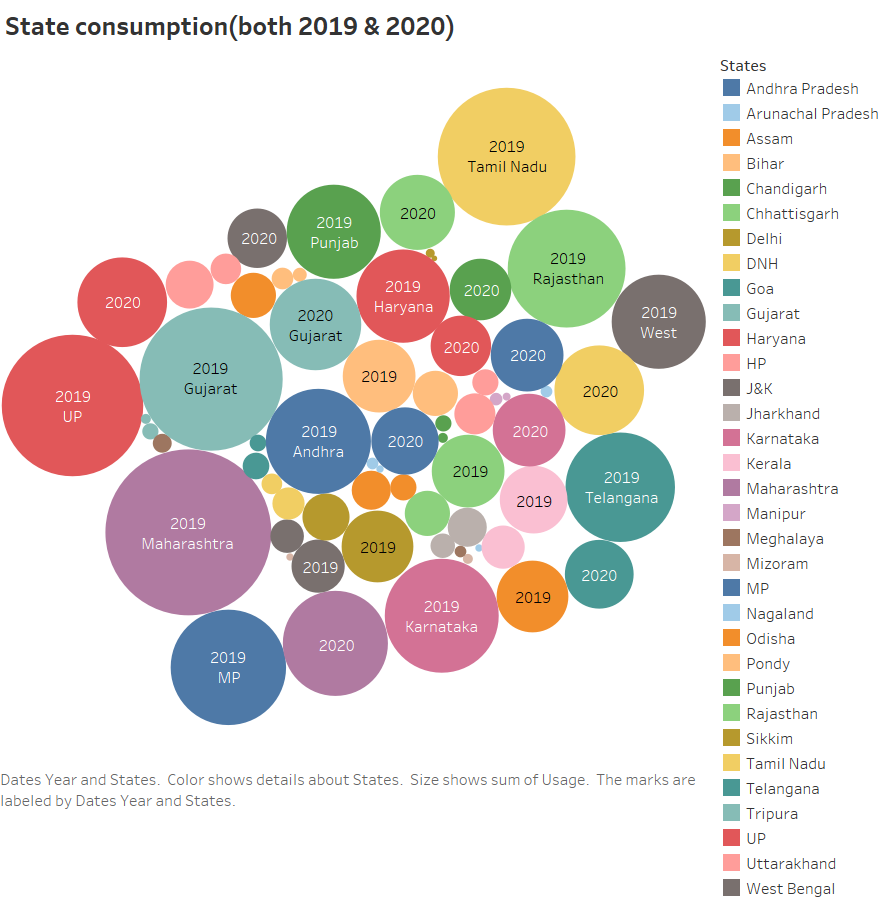 State consumption(both 2019 & 2020)
States
Andhra Pradesh
Arunachal Pradesh
Assam
Bihar
Chandigarh
Chhattisgarh
Delhi
DNH
Goa
Gujarat
Haryana
HP
J&K
Jharkhand
Karnataka
Kerala
Maharashtra
Manipur
Meghalaya
Mizoram
MP
Nagaland
Odisha
Pondy
Punjab
Rajasthan
Sikkim
Tamil Nadu
Telangana
Tripura
UP
Uttarakhand
West Bengal
2019
Tamil Nadu
2020
2019
Punjab
2020
2019
Rajasthan
2020
2019
Haryana
2020
2020
Gujarat
2019
West
2019
Gujarat
2020
2020
2019
2020
2019
UP
2019
Andhra
2020
2020
2019
2019
Telangana
2019
2019
Maharashtra
2019
2019
2020
2019
2019
Karnataka
2020
2019
MP
Dates Year and States.  Color shows details about States.  Size shows sum of Usage.  The marks are
labeled by Dates Year and States.